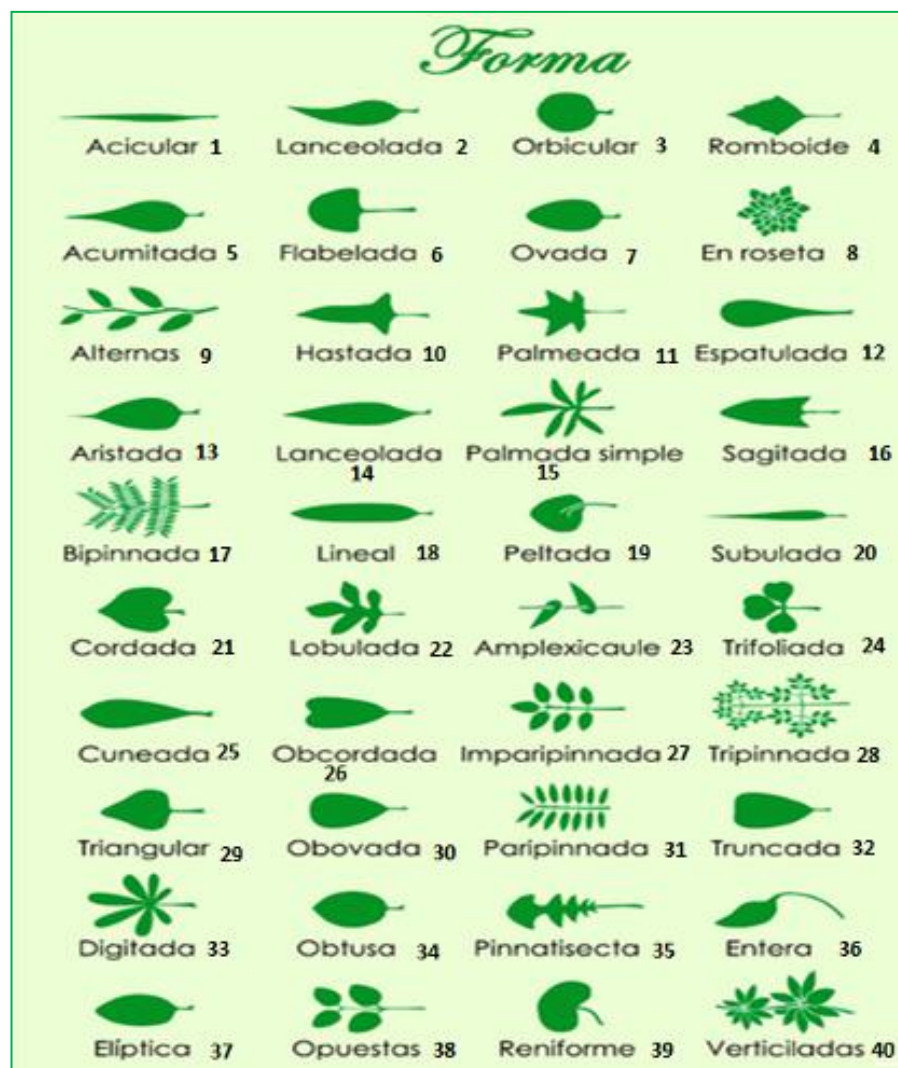 Forma
Acicular 1 Lanceolada 2 Orbicular 3 Romboide 4
Acumitada 5 Flabelada 6 Ovada 7 En roseta 8
Alternas 9 Hastada 10 Palmeada 11 Espatulada 12
Aristada 13 Lanceolada 14 Palmada simple 15 Sagitada 16
Bipinnada 17 Lineal 18 Peltada 19 Subulada 20
Cordada 21 Lobulada 22 Amplexicaule 23 Trifoliada 24
Cuneada 25 Obcordada 26 Imparipinnada 27 Tripinnada 28
Triangular 29 Obovada 30 Paripinnada 31 Truncada 32
Digitada 33 Obtusa 34 Pinnatisecta 35 Entera 36
Elíptica 37 Opuestas 38 Reniforme 39 Verticiladas 40